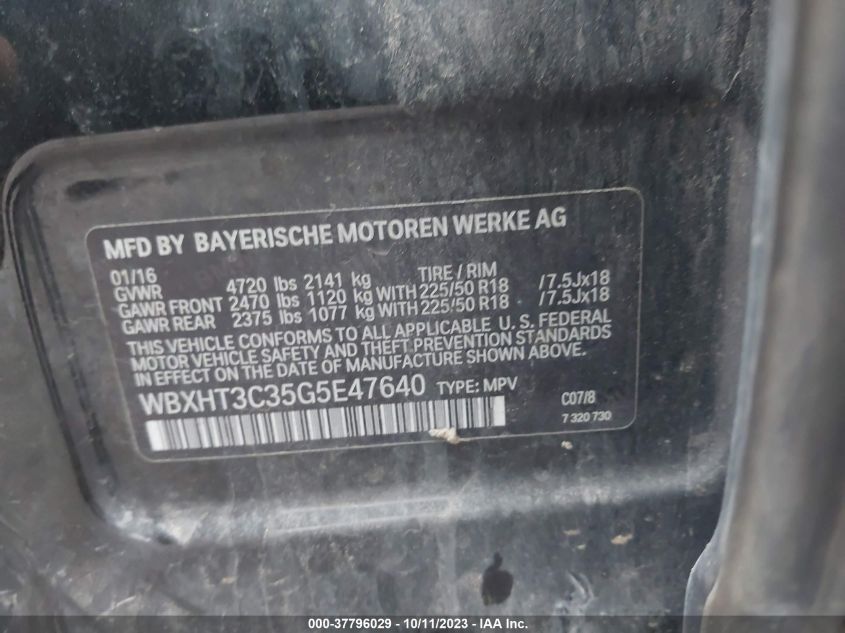 MFD BY BAYERISCHE MOTOREN WERKE AG
01/16 TIRE / RIM
GVWR 4720 lbs 2141 kg
GAWR FRONT 2470 lbs 1120 kg WITH 225/50 R18 /7.5Jx18
GAWR REAR 2375 lbs 1077 kg WITH 225/50 R18 /7.5Jx18
THIS VEHICLE CONFORMS TO ALL APPLICABLE U. S. FEDERAL
MOTOR VEHICLE SAFETY AND THEFT PREVENTION STANDARDS
IN EFFECT ON THE DATE OF MANUFACTURE SHOWN ABOVE.
WBXHT3C35G5E47640 TYPE: MPV
C07/8
7 320 730
000-37796029 - 10/11/2023 - IAA Inc.